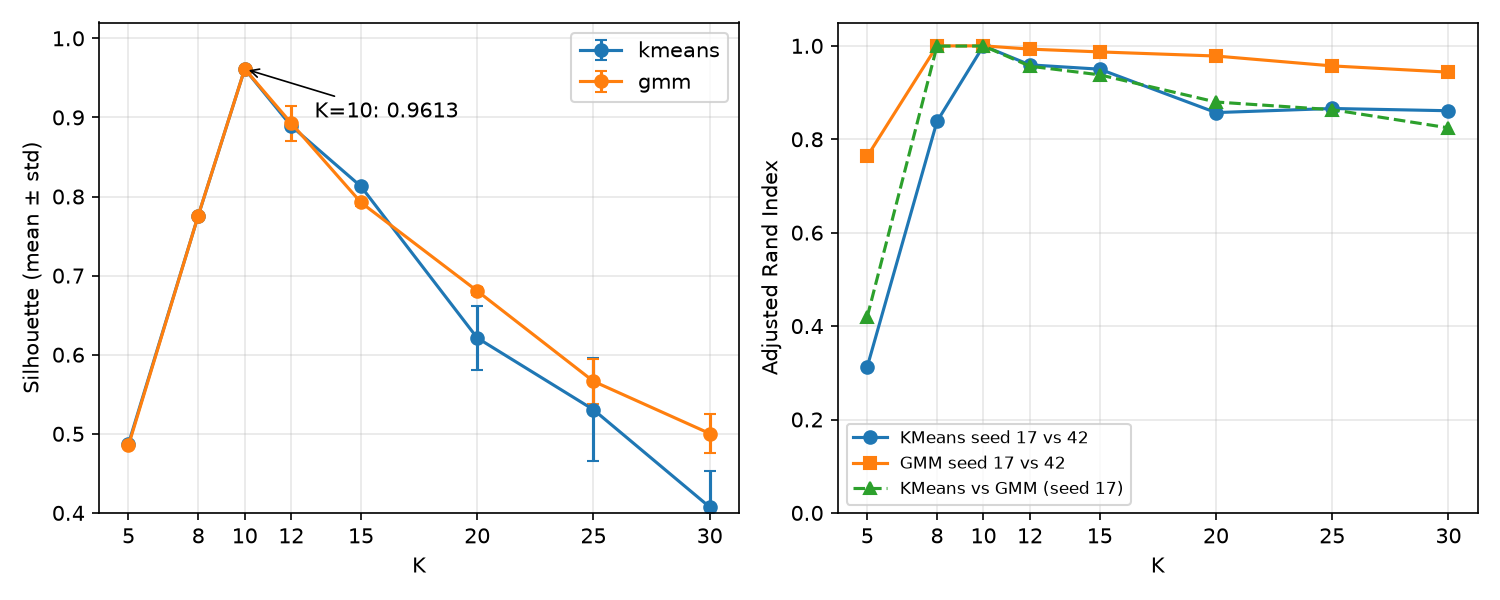 Silhouette (mean ± std)
1.0
0.9
0.8
0.7
0.6
0.5
0.4
kmeans
gmm
K=10: 0.9613
5 8 10 12 15 20 25 30
K
Adjusted Rand Index
1.0
0.8
0.6
0.4
0.2
0.0
KMeans seed 17 vs 42
GMM seed 17 vs 42
KMeans vs GMM (seed 17)
5 8 10 12 15 20 25 30
K